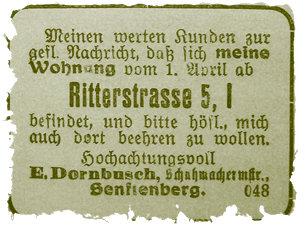 Meinen werten Kunden zur
gefl. Nachricht, daß sich meine
Wohnung vom 1. April ab
Ritterstrasse 5, I
befindet, und bitte höfl., mich
auch dort beehren zu wollen.
Hochachtungsvoll
E. Dornbusch, Schuhmachermstr.,
Senftenberg. 048